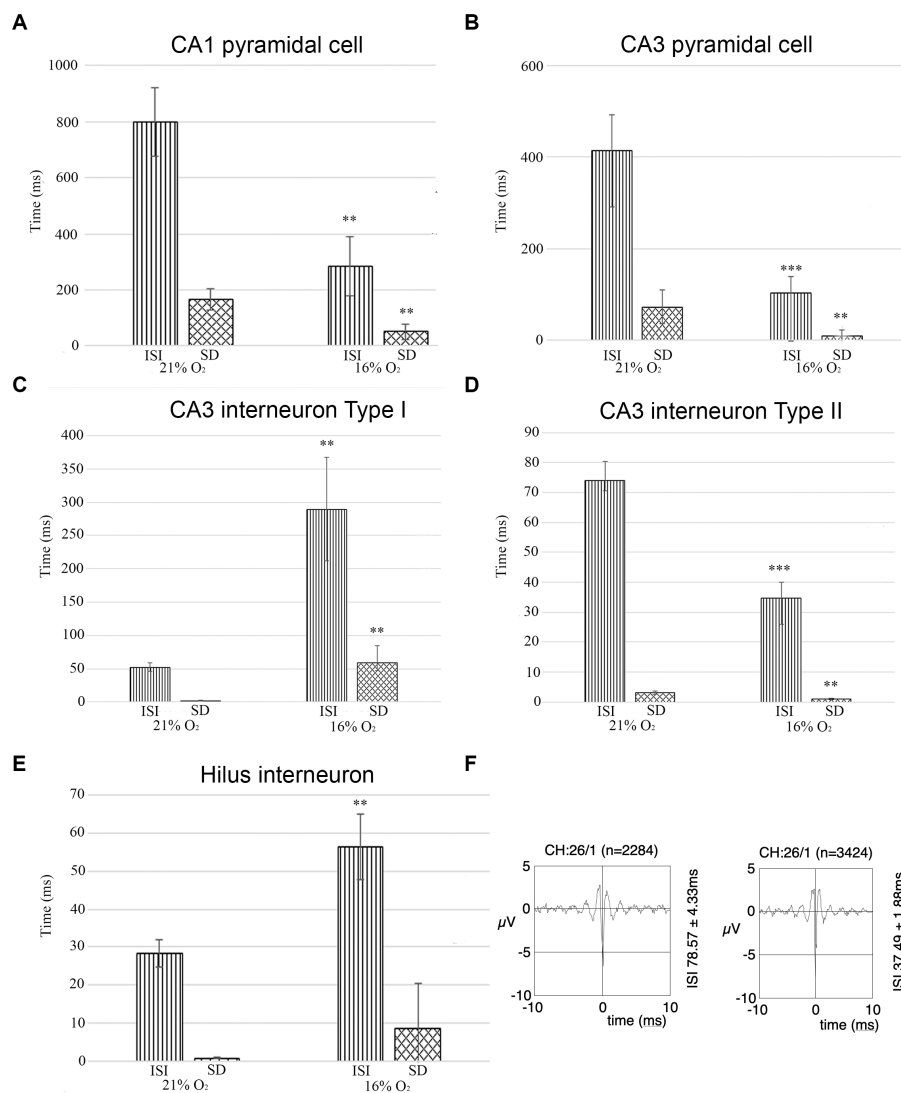 A
CA1 pyramidal cell
Time (ms)
1000
800
600
400
200
0
**
**
ISI SD ISI SD
21% O₂ 16% O₂
B
CA3 pyramidal cell
Time (ms)
600
400
200
0
***
**
ISI SD ISI SD
21% O₂ 16% O₂
C
CA3 interneuron Type I
Time (ms)
400
350
300
250
200
150
100
50
0
**
**
ISI SD ISI SD
21% O₂ 16% O₂
D
CA3 interneuron Type II
Time (ms)
90
80
70
60
50
40
30
20
10
0
***
**
ISI SD ISI SD
21% O₂ 16% O₂
E
Hilus interneuron
Time (ms)
70
60
50
40
30
20
10
0
**
ISI SD ISI SD
21% O₂ 16% O₂
F
CH:26/1 (n=2284)
5
0
-5
-10
µV
-10 0 10
time (ms)
ISI 78.57 ± 4.33ms
CH:26/1 (n=3424)
5
0
-5
-10
µV
-10 0 10
time (ms)
ISI 37.49 ± 1.88ms